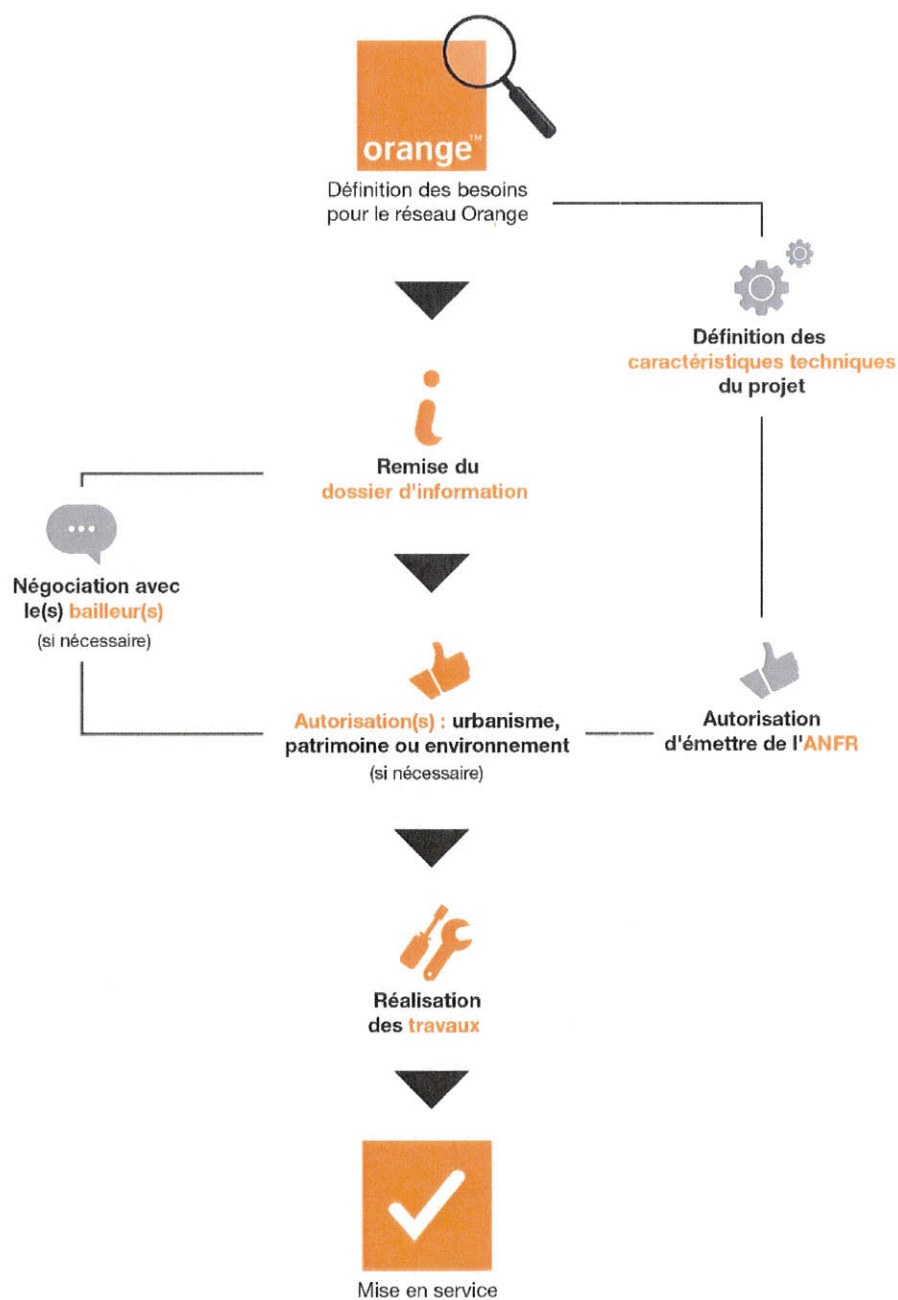 orange™
Définition des besoins
pour le réseau Orange
Définition des
caractéristiques techniques
du projet
Remise du
dossier d'information
Négociation avec
le(s) bailleur(s)
(si nécessaire)
Autorisation(s) : urbanisme,
patrimoine ou environnement
(si nécessaire)
Autorisation
d'émettre de l'ANFR
Réalisation
des travaux
Mise en service